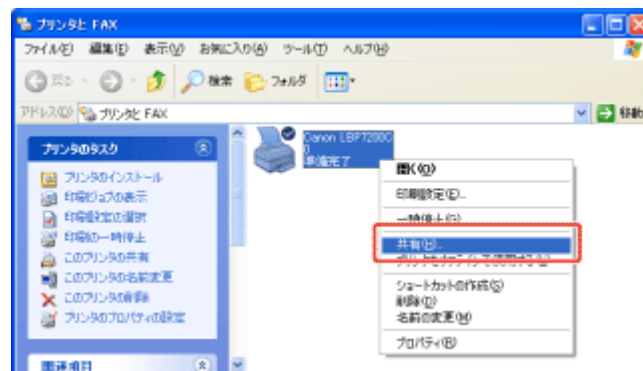 プリンタと FAX
ファイル(F) 編集(E) 表示(V) お気に入り(A) ツール(T) ヘルプ(H)
戻る 検索 フォルダ
アドレス(D) プリンタと FAX 移動
プリンタのタスク
プリンタのインストール
印刷ジョブの表示
印刷設定の選択
印刷の一時停止
このプリンタの共有
このプリンタの名前変更
このプリンタの削除
プリンタのプロパティの設定
関連項目
Canon LBP7200C
0
準備完了
開く(O)
印刷設定(E)...
一時停止(G)
共有(H)...
ショートカットの作成(S)
削除(D)
名前の変更(M)
プロパティ(R)